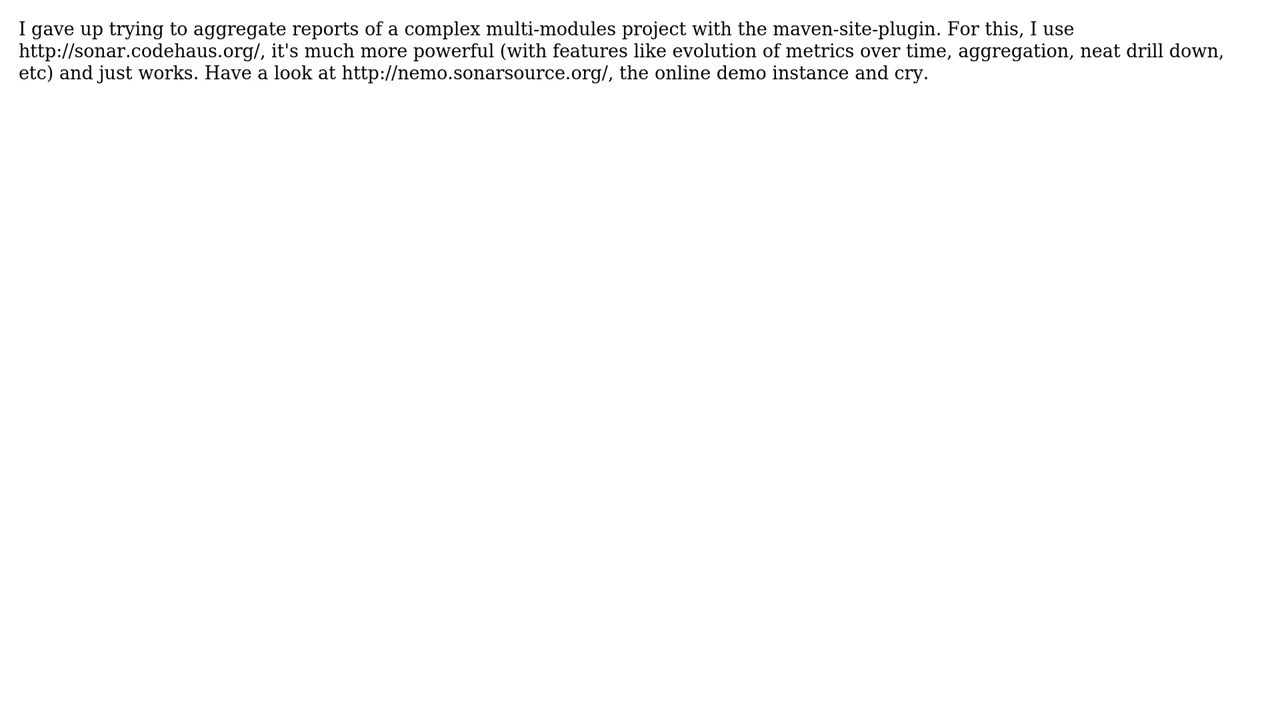 I gave up trying to aggregate reports of a complex multi-modules project with the maven-site-plugin. For this, I use
http://sonar.codehaus.org/, it's much more powerful (with features like evolution of metrics over time, aggregation, neat drill down,
etc) and just works. Have a look at http://nemo.sonarsource.org/, the online demo instance and cry.